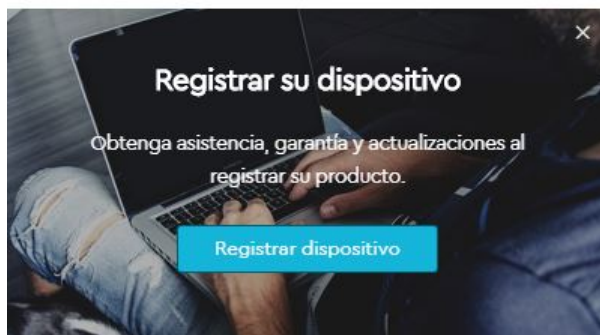 Registrar su dispositivo
Obtenga asistencia, garantía y actualizaciones al
registrar su producto.
Registrar dispositivo